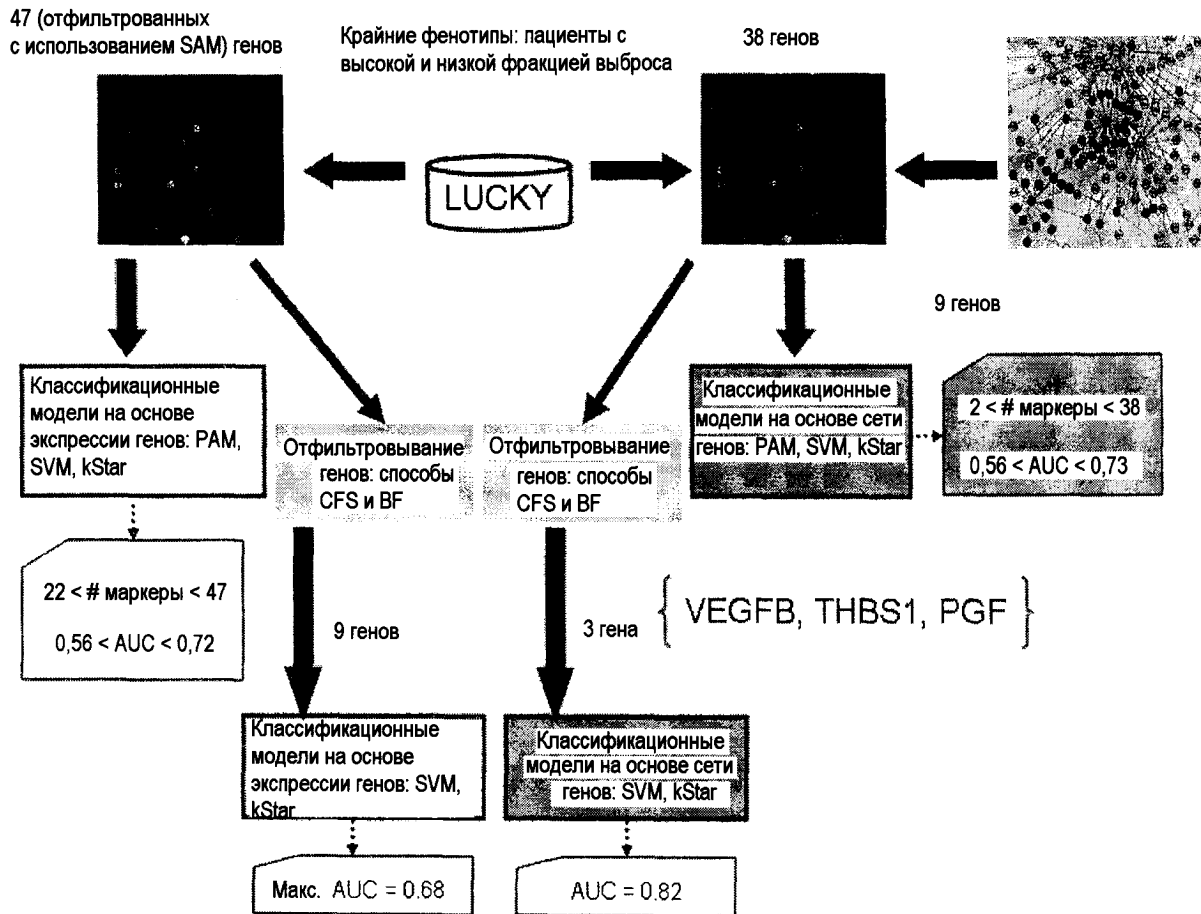 47 (отфильтрованных
с использованием SAM) генов
Крайние фенотипы: пациенты с
высокой и низкой фракцией выброса
38 генов
LUCKY
9 генов
Классификационные
модели на основе
экспрессии генов: PAM,
SVM, kStar
Отфильтровывание
генов: способы
CFS и BF
Отфильтровывание
генов: способы
CFS и BF
Классификационные
модели на основе сети
генов: PAM, SVM, kStar
2 < # маркеры < 38
0,56 < AUC < 0,73
22 < # маркеры < 47
0,56 < AUC < 0,72
9 генов
3 гена
{ VEGFB, THBS1, PGF }
Классификационные
модели на основе
экспрессии генов: SVM,
kStar
Классификационные
модели на основе сети
генов: SVM, kStar
Макс. AUC = 0.68
AUC = 0.82